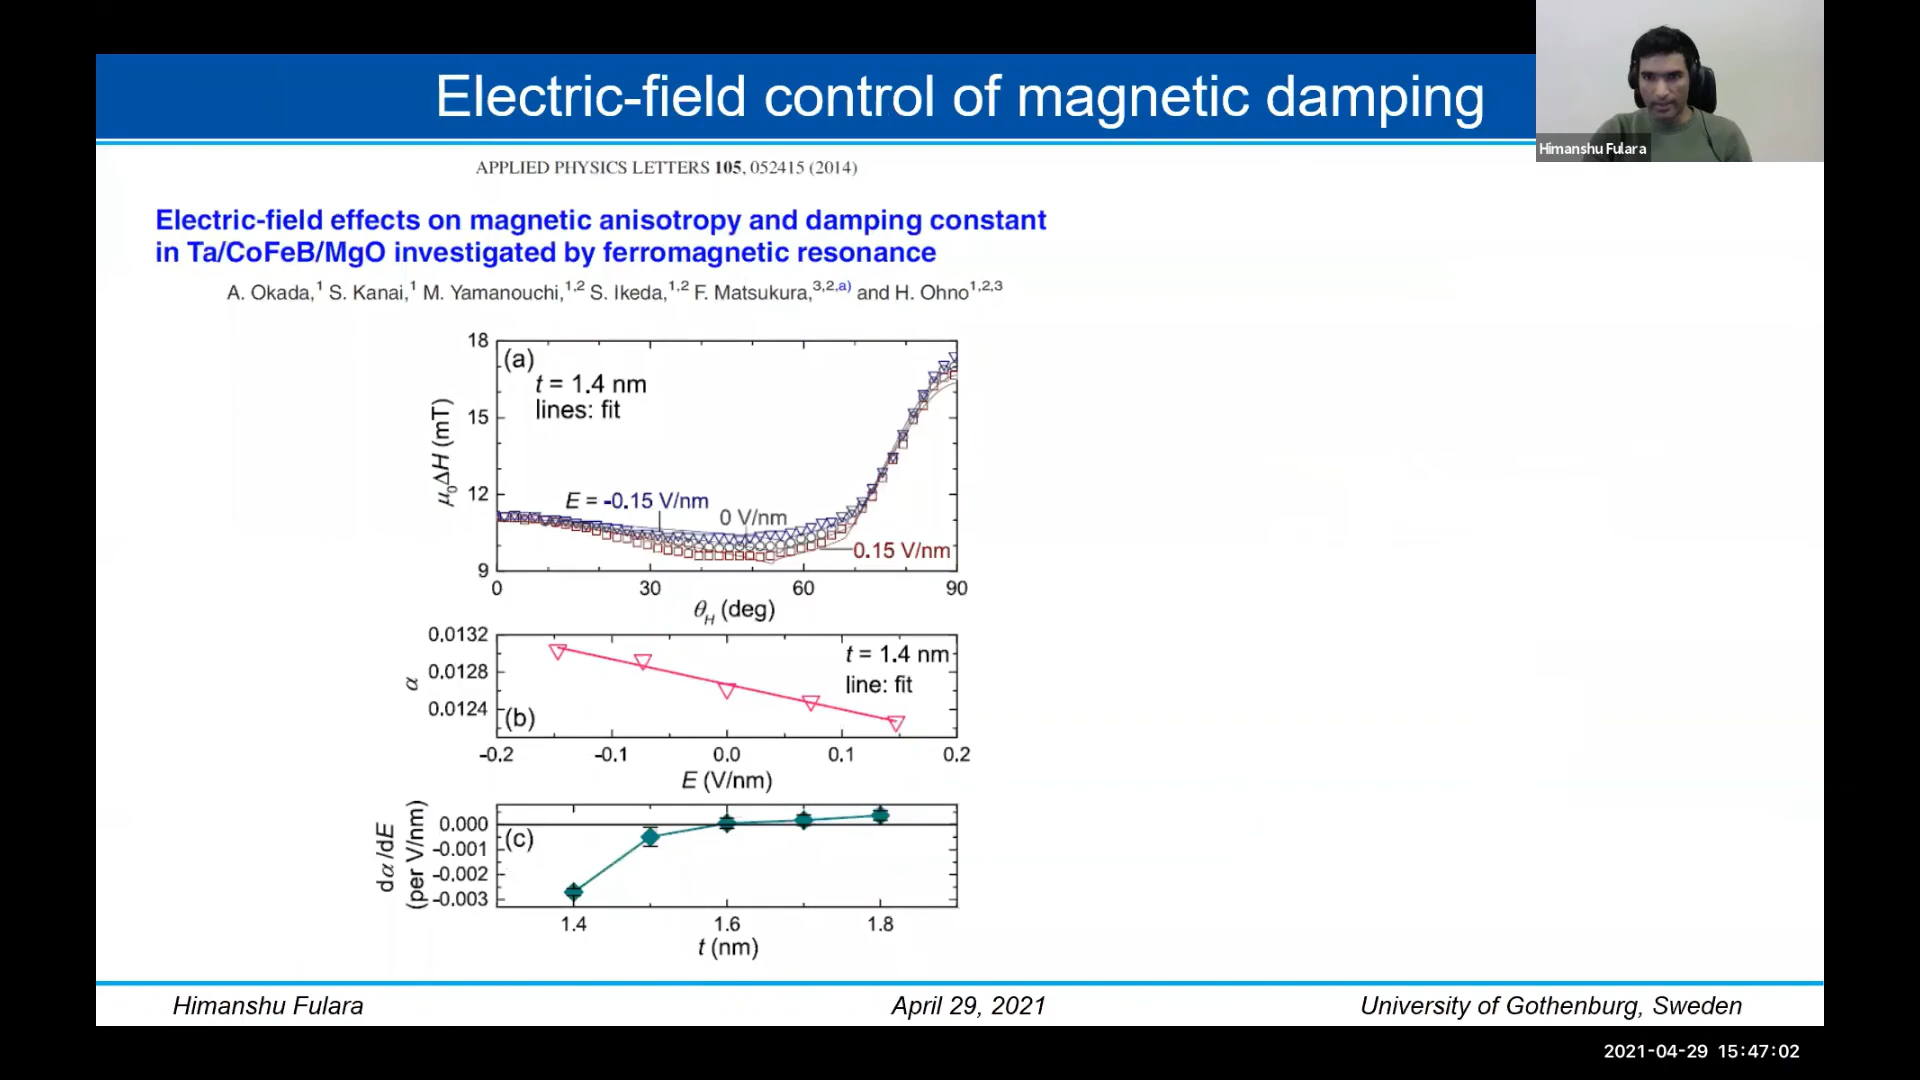 Electric-field control of magnetic damping
Himanshu Fulara
APPLIED PHYSICS LETTERS 105, 052415 (2014)
Electric-field effects on magnetic anisotropy and damping constant
in Ta/CoFeB/MgO investigated by ferromagnetic resonance
A. Okada,¹ S. Kanai,¹ M. Yamanouchi,¹,² S. Ikeda,¹,² F. Matsukura,³,²,ᵃ⁾ and H. Ohno¹,²,³
18
(a)
t = 1.4 nm
lines: fit
15
μ₀ΔH (mT)
12
E = -0.15 V/nm
0 V/nm
0.15 V/nm
9
0 30 60 90
θH (deg)
0.0132
t = 1.4 nm
0.0128
α
line: fit
0.0124
(b)
-0.2 -0.1 0.0 0.1 0.2
E (V/nm)
0.000
(c)
-0.001
dα/dE
(per V/nm)
-0.002
-0.003
1.4 1.6 1.8
t (nm)
Himanshu Fulara April 29, 2021 University of Gothenburg, Sweden
2021-04-29 15:47:02